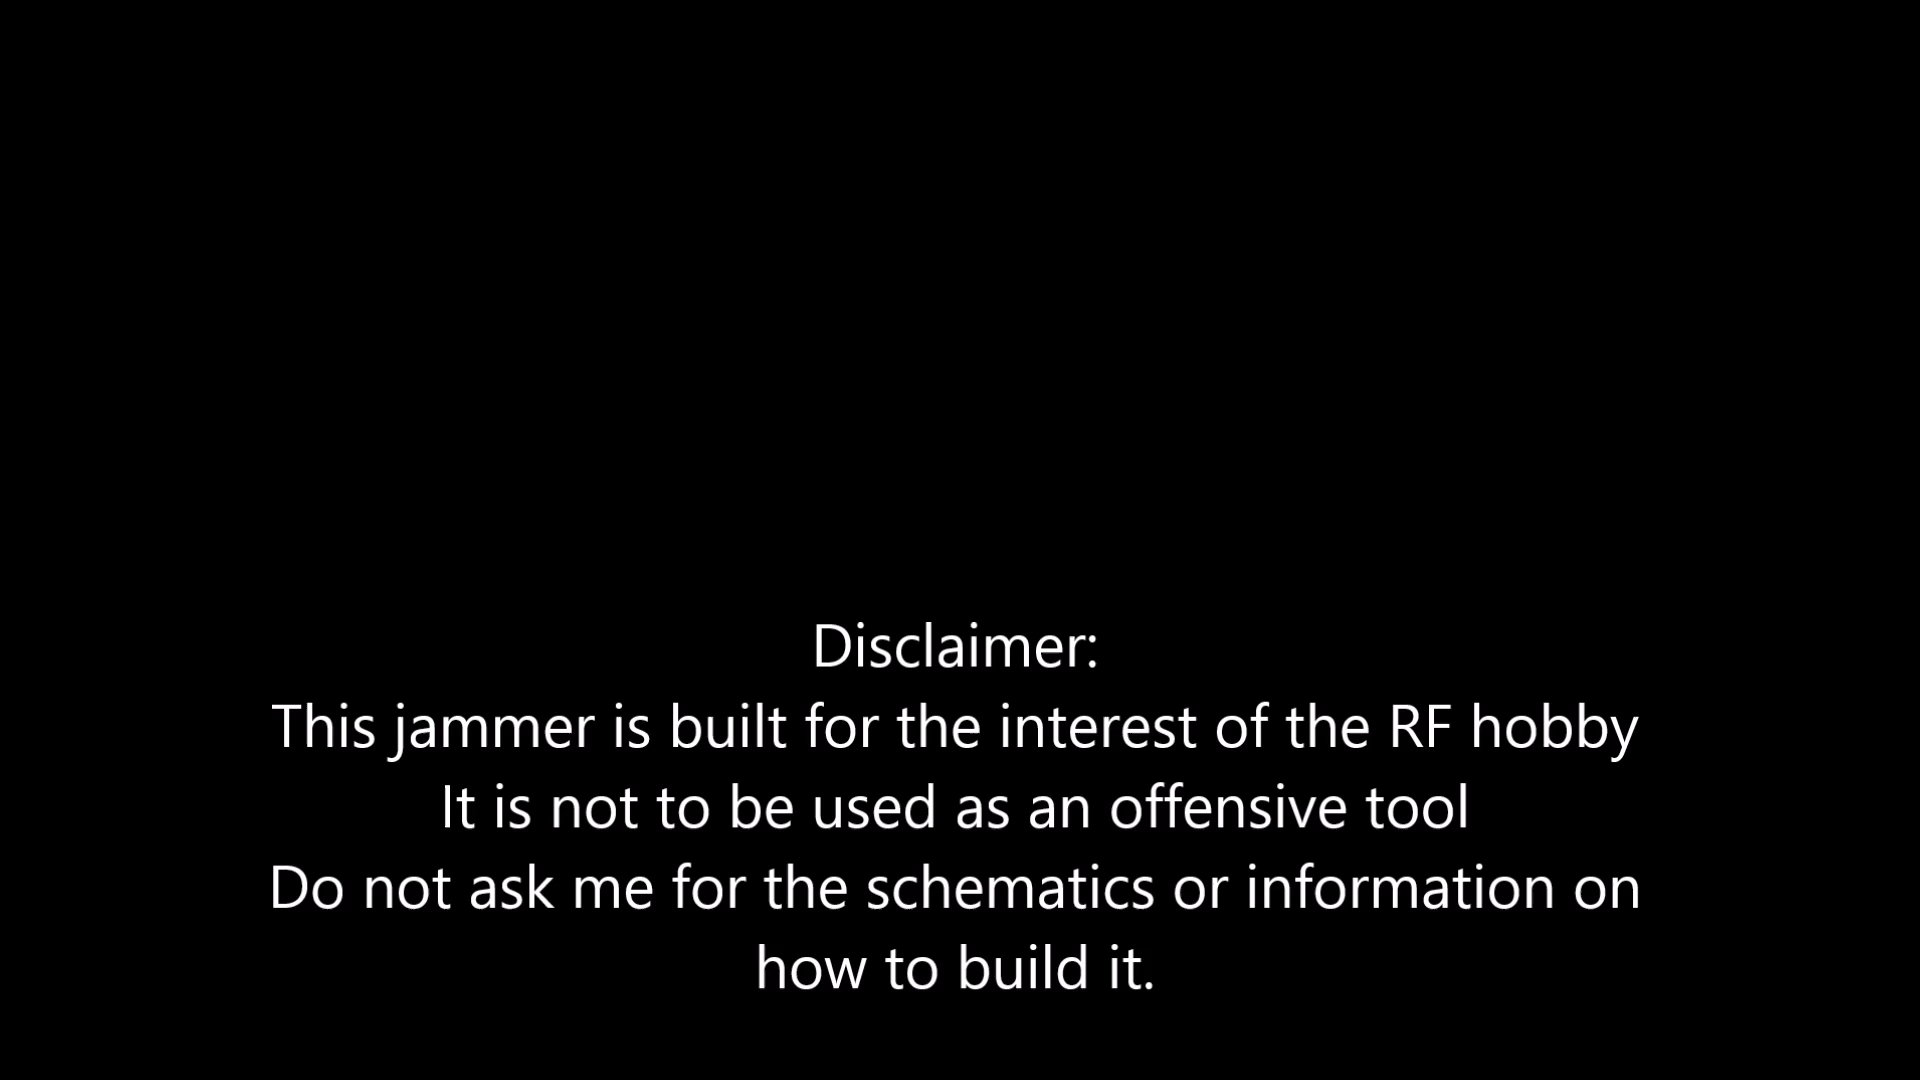 Disclaimer:
This jammer is built for the interest of the RF hobby
It is not to be used as an offensive tool
Do not ask me for the schematics or information on
how to build it.